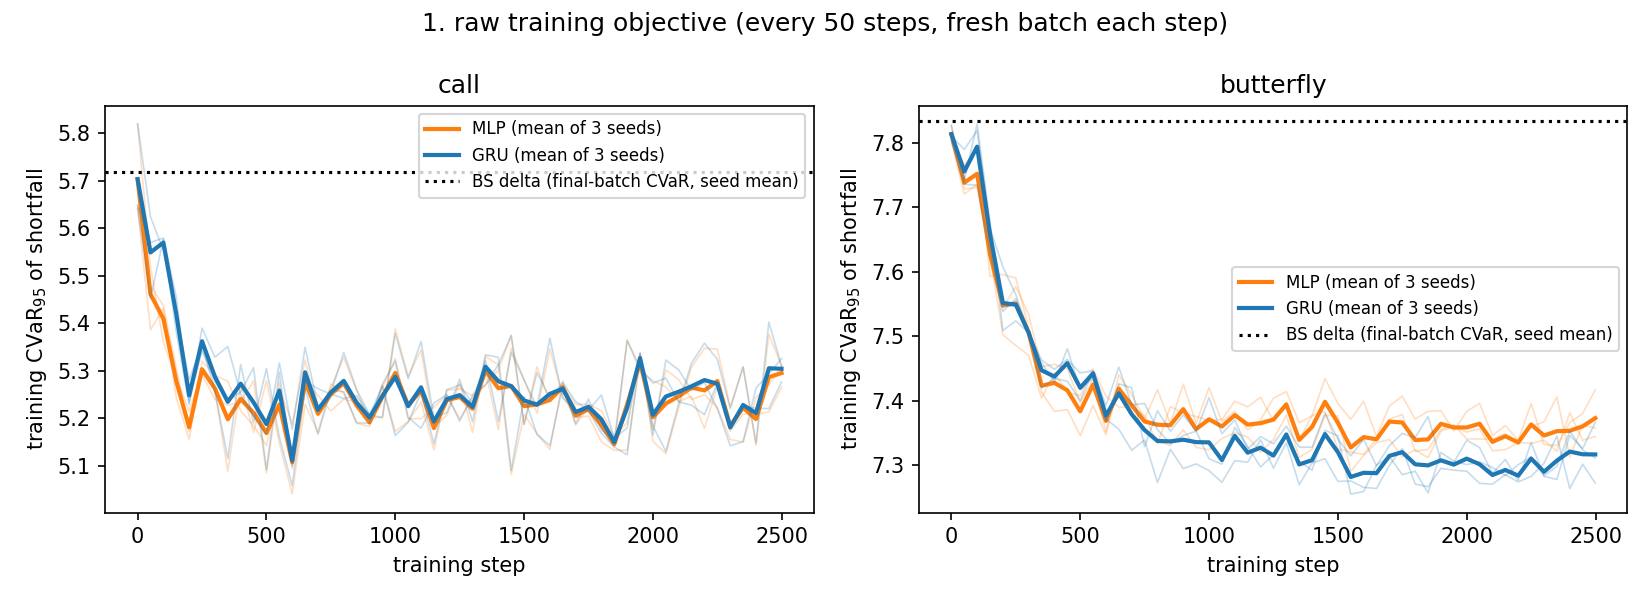 1. raw training objective (every 50 steps, fresh batch each step)
call
training CVaR₉₅ of shortfall
5.8
5.7
5.6
5.5
5.4
5.3
5.2
5.1
MLP (mean of 3 seeds)
GRU (mean of 3 seeds)
BS delta (final-batch CVaR, seed mean)
0 500 1000 1500 2000 2500
training step
butterfly
training CVaR₉₅ of shortfall
7.8
7.7
7.6
7.5
7.4
7.3
MLP (mean of 3 seeds)
GRU (mean of 3 seeds)
BS delta (final-batch CVaR, seed mean)
0 500 1000 1500 2000 2500
training step